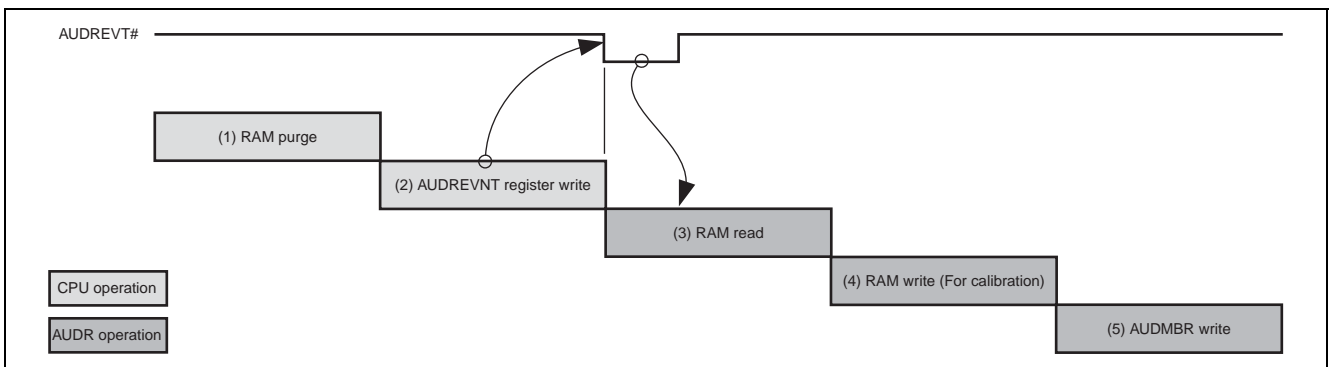 AUDREVT#
(1) RAM purge
(2) AUDREVNT register write
(3) RAM read
(4) RAM write (For calibration)
(5) AUDMBR write
CPU operation
AUDR operation